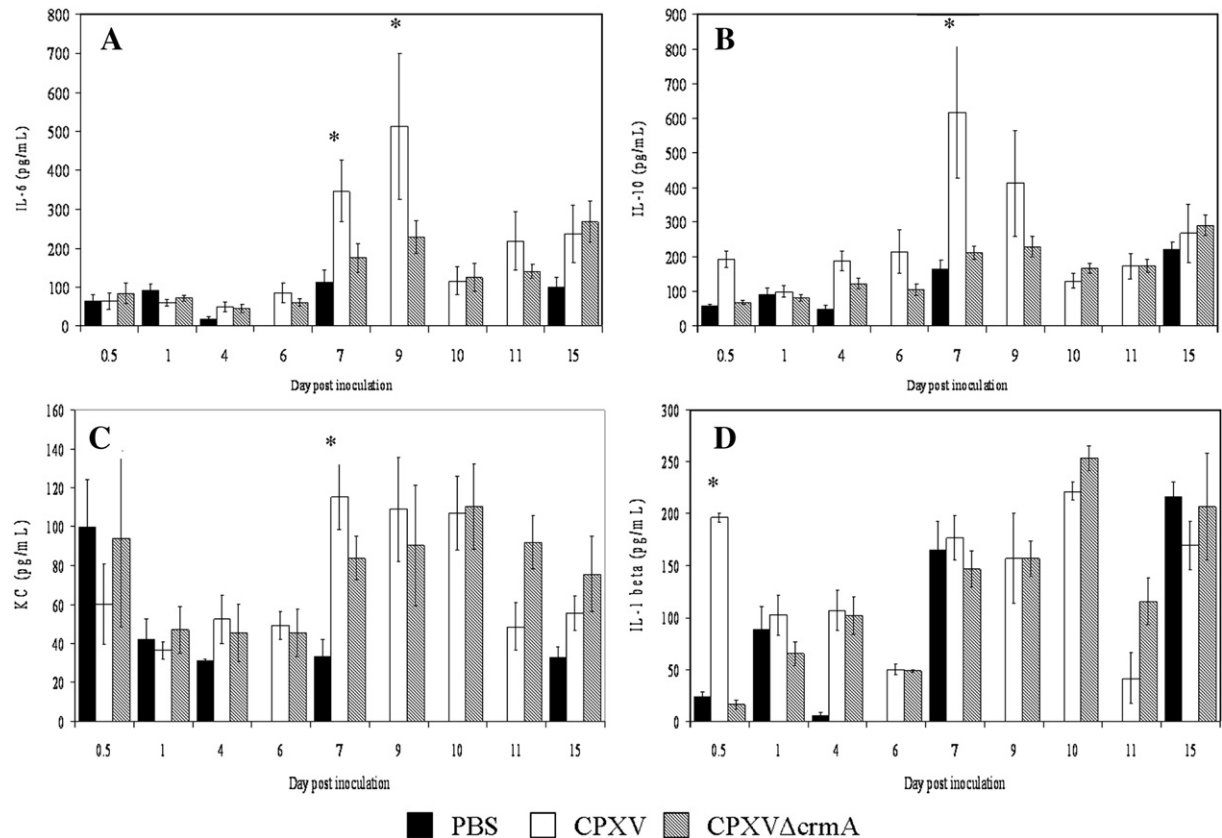 A
*
*
IL-6 (pg/mL)
800
700
600
500
400
300
200
100
0
0.5 1 4 6 7 9 10 11 15
Day post inoculation
B
*
IL-10 (pg/mL)
900
800
700
600
500
400
300
200
100
0
0.5 1 4 6 7 9 10 11 15
Day post inoculation
C
*
KC (pg/mL)
160
140
120
100
80
60
40
20
0
0.5 1 4 6 7 9 10 11 15
Day post inoculation
D
*
IL-1 beta (pg/mL)
300
250
200
150
100
50
0
0.5 1 4 6 7 9 10 11 15
Day post inoculation
PBS CPXV CPXVΔcrmA